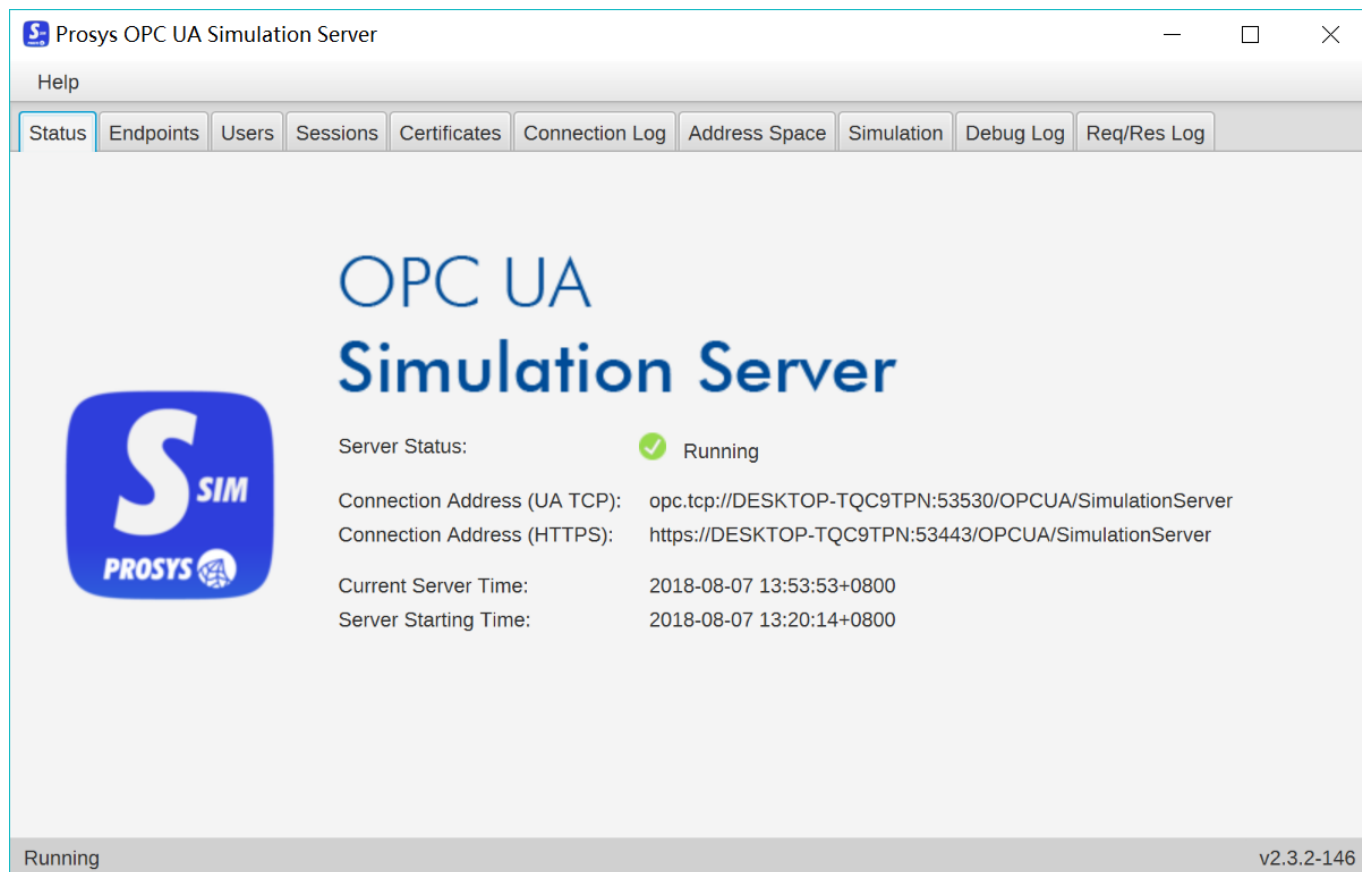 Prosys OPC UA Simulation Server
Help
Status Endpoints Users Sessions Certificates Connection Log Address Space Simulation Debug Log Req/Res Log
OPC UA
Simulation Server
S SIM
PROSYS
Server Status: Running
Connection Address (UA TCP): opc.tcp://DESKTOP-TQC9TPN:53530/OPCUA/SimulationServer
Connection Address (HTTPS): https://DESKTOP-TQC9TPN:53443/OPCUA/SimulationServer
Current Server Time: 2018-08-07 13:53:53+0800
Server Starting Time: 2018-08-07 13:20:14+0800
Running v2.3.2-146